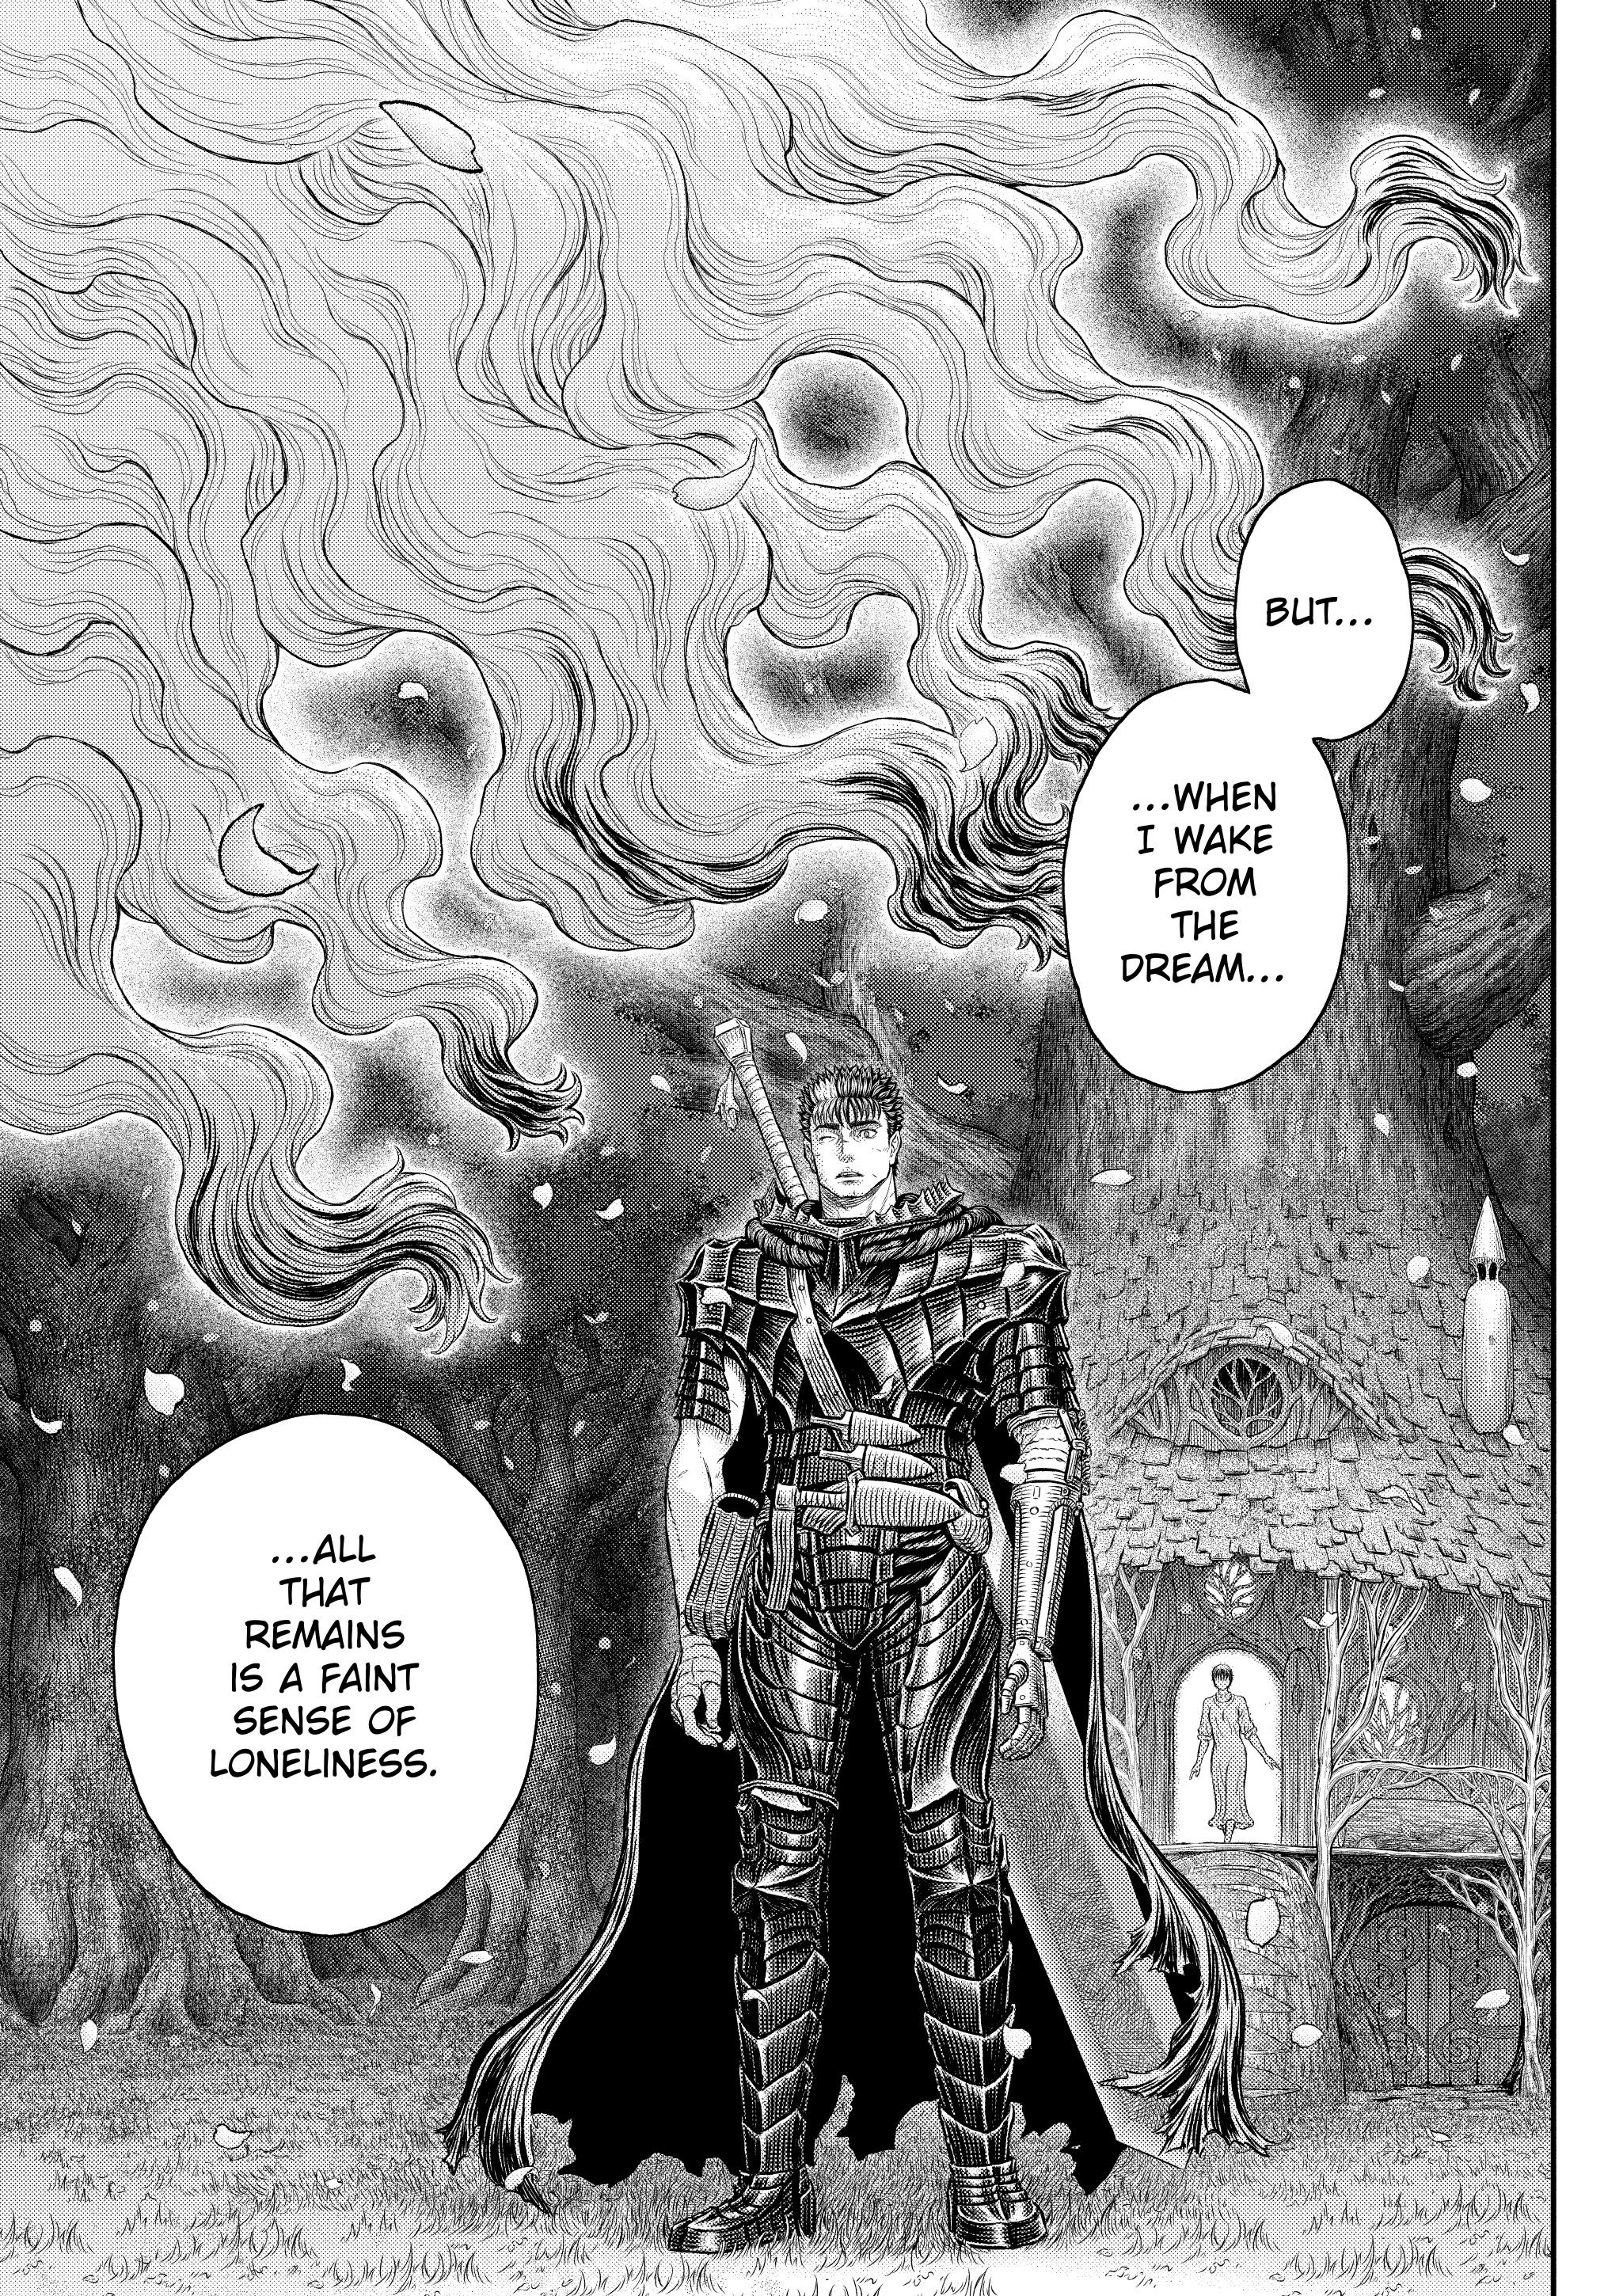 BUT...
...WHEN
I WAKE
FROM
THE
DREAM...
...ALL
THAT
REMAINS
IS A FAINT
SENSE OF
LONELINESS.